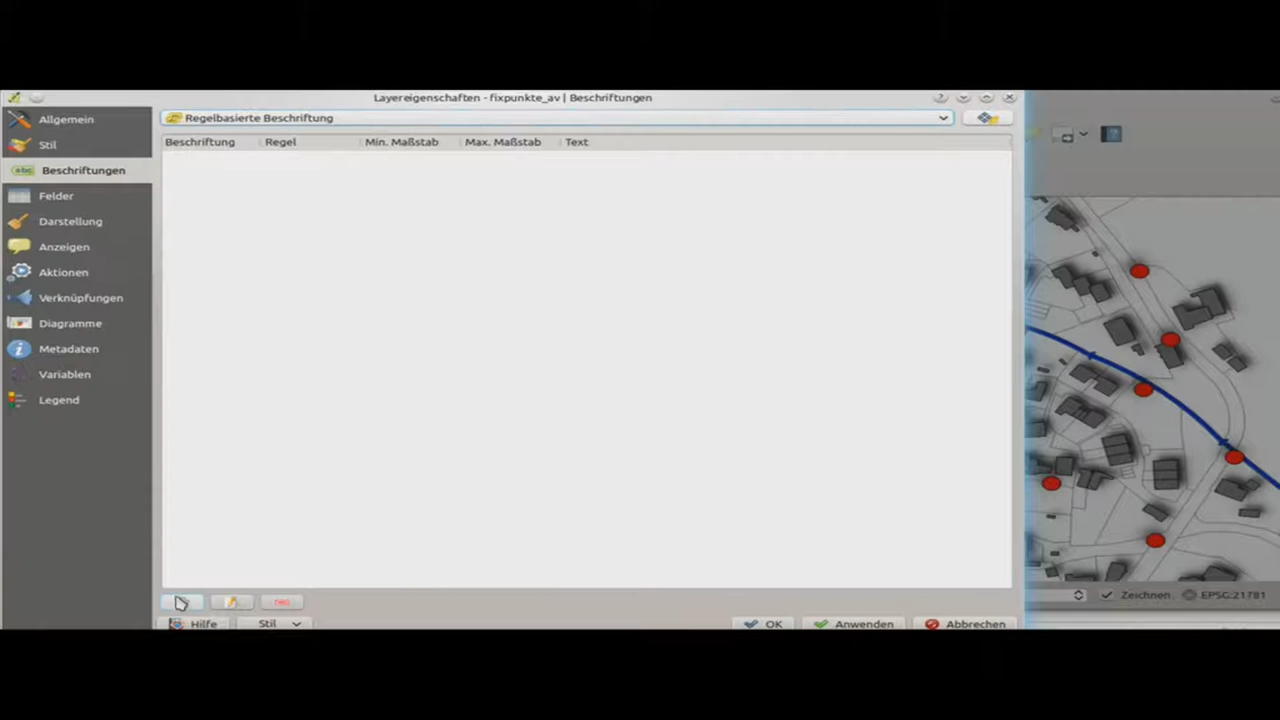 Layereigenschaften - fixpunkte_av | Beschriftungen
Allgemein
Stil
Beschriftungen
Felder
Darstellung
Anzeigen
Aktionen
Verknüpfungen
Diagramme
Metadaten
Variablen
Legend
Regelbasierte Beschriftung
Beschriftung Regel Min. Maßstab Max. Maßstab Text
Hilfe Stil OK Anwenden Abbrechen
Zeichnen EPSG:21781